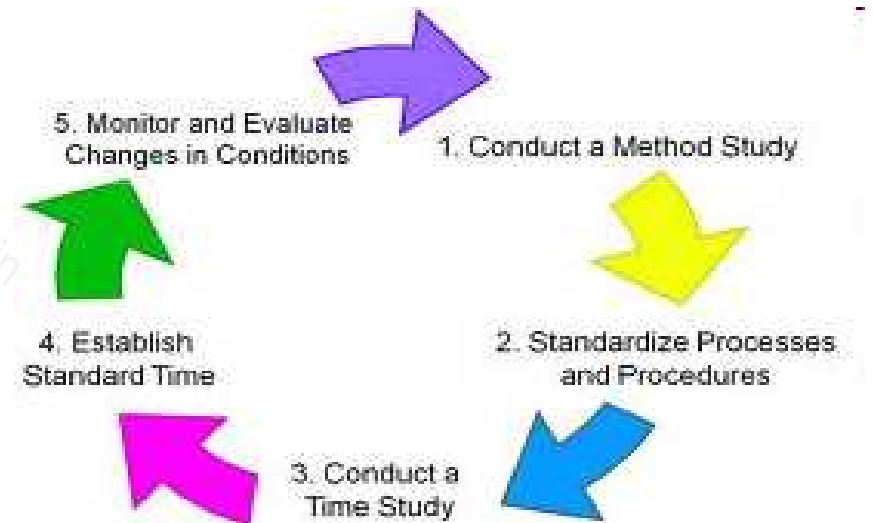 1. Conduct a Method Study
2. Standardize Processes
and Procedures
3. Conduct a
Time Study
4. Establish
Standard Time
5. Monitor and Evaluate
Changes in Conditions